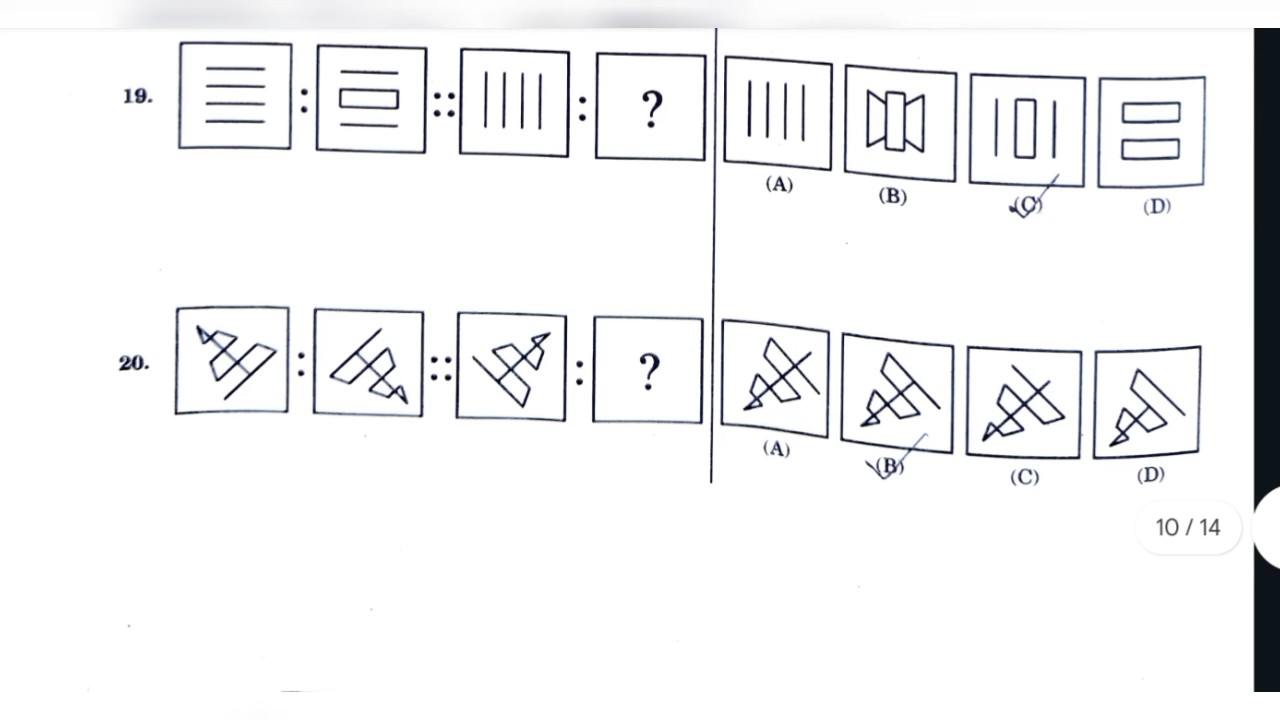 19. : :: : ?
(A) (B) (C) (D)
20. : :: : ?
(A) (B) (C) (D)
10 / 14